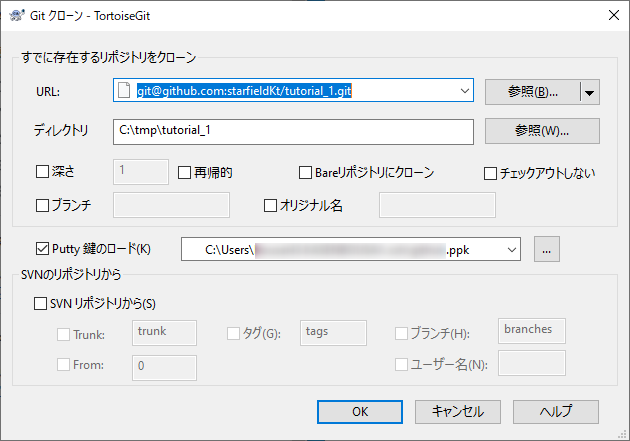 Git クローン - TortoiseGit
すでに存在するリポジトリをクローン
URL: git@github.com:starfieldKt/tutorial_1.git 参照(B)...
ディレクトリ C:\tmp\tutorial_1 参照(W)...
深さ 1 再帰的 Bareリポジトリにクローン チェックアウトしない
ブランチ オリジナル名
Putty 鍵のロード(K) C:\Users\ .ppk ...
SVNのリポジトリから
SVN リポジトリから(S)
Trunk: trunk タグ(G): tags ブランチ(H): branches
From: 0 ユーザー名(N):
OK キャンセル ヘルプ